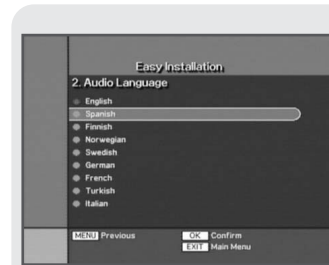 Easy Installation
2. Audio Language
English
Spanish
Finnish
Norwegian
Swedish
German
French
Turkish
Italian
MENU Previous
OK Confirm
EXIT Main Menu